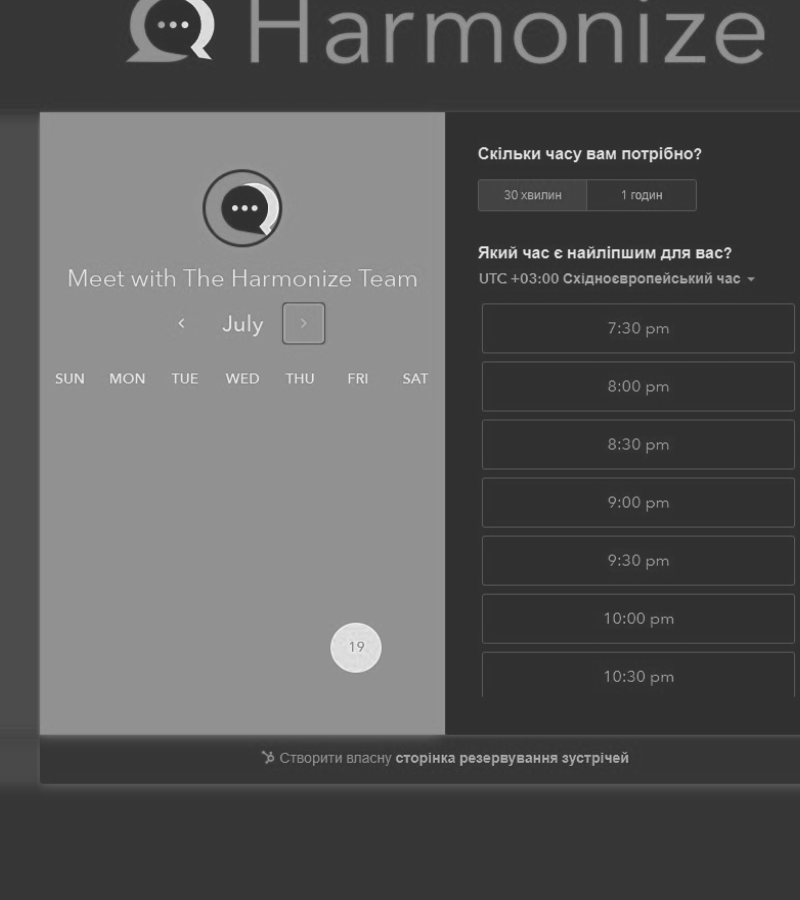 Harmonize
Meet with The Harmonize Team
July
SUN MON TUE WED THU FRI SAT
19
Скільки часу вам потрібно?
30 хвилин 1 годин
Який час є найліпшим для вас?
UTC +03:00 Східноєвропейський час
7:30 pm
8:00 pm
8:30 pm
9:00 pm
9:30 pm
10:00 pm
10:30 pm
Створити власну сторінка резервування зустрічей